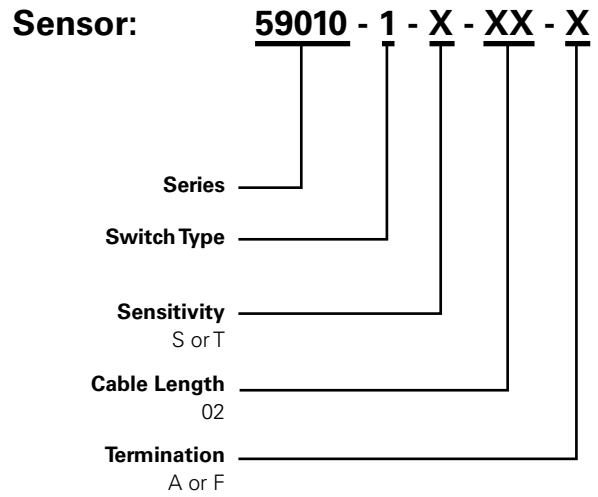 Sensor: 59010 - 1 - X - XX - X
Series
Switch Type
Sensitivity
S or T
Cable Length
02
Termination
A or F